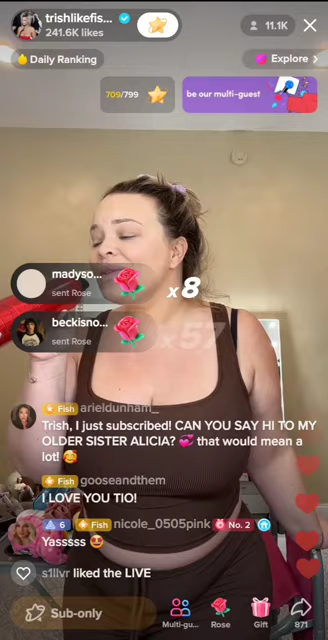 trishlikefis...
241.6K likes
11.1K
Daily Ranking
Explore >
709/799
be our multi-guest
madyso...
sent Rose
x8
beckisno...
sent Rose
x57
Fish arieldunham_
Trish, I just subscribed! CAN YOU SAY HI TO MY
OLDER SISTER ALICIA? 💞 that would mean a
lot! 🥰
Fish gooseandthem
I LOVE YOU TIO!
6 Fish nicole_0505pink No. 2
Yasssss 🤩
s1llvr liked the LIVE
Sub-only
Multi-gu...
Rose
Gift
871